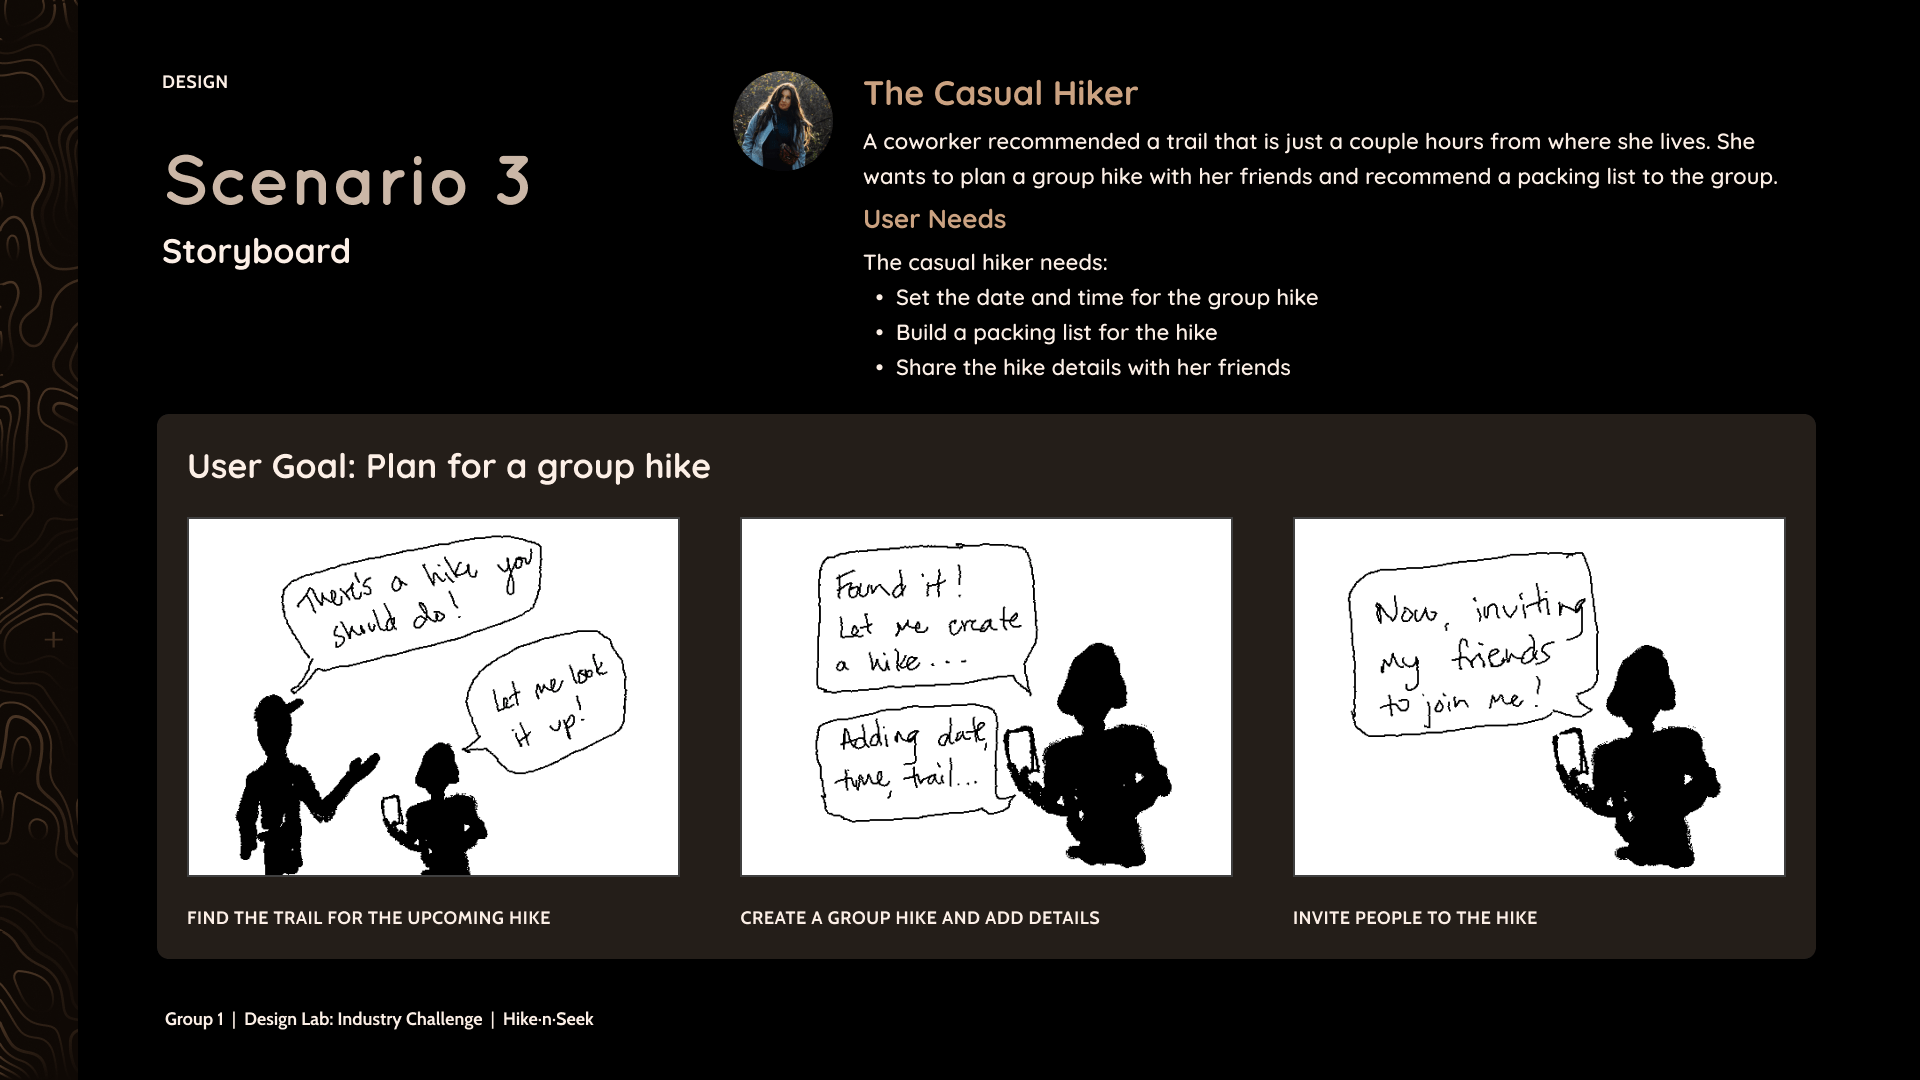 DESIGN
Scenario 3
Storyboard
The Casual Hiker
A coworker recommended a trail that is just a couple hours from where she lives. She
wants to plan a group hike with her friends and recommend a packing list to the group.
User Needs
The casual hiker needs:
• Set the date and time for the group hike
• Build a packing list for the hike
• Share the hike details with her friends
User Goal: Plan for a group hike
There's a hike you
should do!
Let me look
it up!
FIND THE TRAIL FOR THE UPCOMING HIKE
Found it!
Let me create
a hike...
Adding date,
time, trail...
CREATE A GROUP HIKE AND ADD DETAILS
Now, inviting
my friends
to join me!
INVITE PEOPLE TO THE HIKE
Group 1 | Design Lab: Industry Challenge | Hike·n·Seek